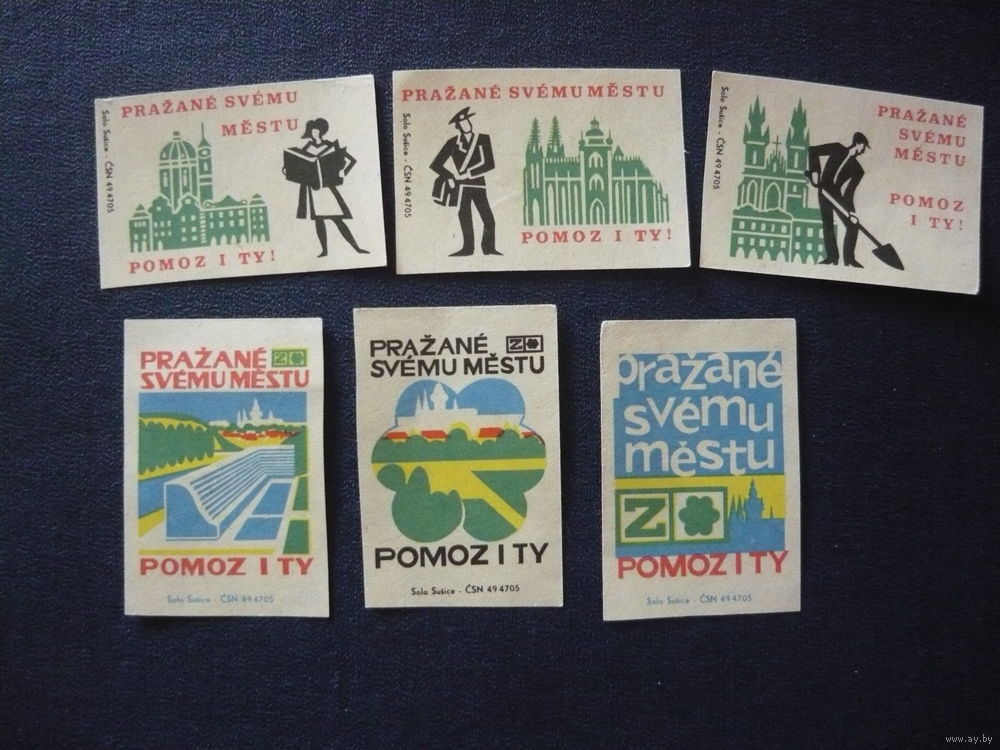 PRAŽANÉ SVÉMU
MĚSTU
POMOZ I TY!
Solo Sušice - ČSN 49 4705
PRAŽANÉ SVÉMU MĚSTU
POMOZ I TY!
Solo Sušice - ČSN 49 4705
PRAŽANÉ
SVÉMU
MĚSTU
POMOZ
I TY!
Solo Sušice - ČSN 49 4705
PRAŽANÉ Z
SVÉMU MĚSTU
POMOZ I TY
Solo Sušice - ČSN 49 4705
PRAŽANÉ Z
SVÉMU MĚSTU
POMOZ I TY
Solo Sušice - ČSN 49 4705
pražané
svému
městu
Z
POMOZ I TY
Solo Sušice - ČSN 49 4705
www.ay.by